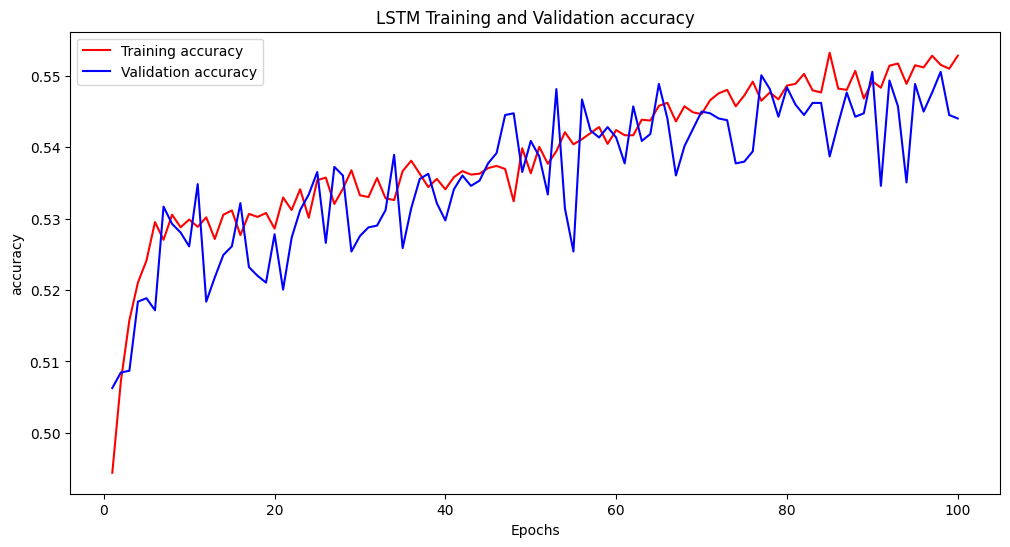 LSTM Training and Validation accuracy
Training accuracy
Validation accuracy
accuracy
0.55
0.54
0.53
0.52
0.51
0.50
0 20 40 60 80 100
Epochs